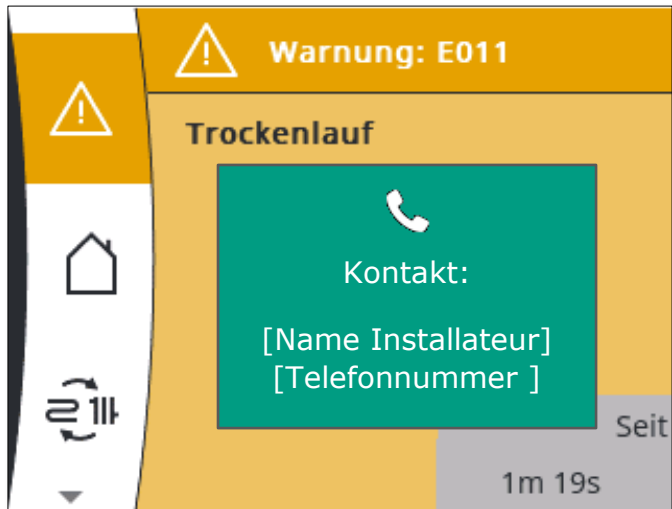 Warnung: E011
Trockenlauf
Kontakt:
[Name Installateur]
[Telefonnummer ]
Seit
1m 19s